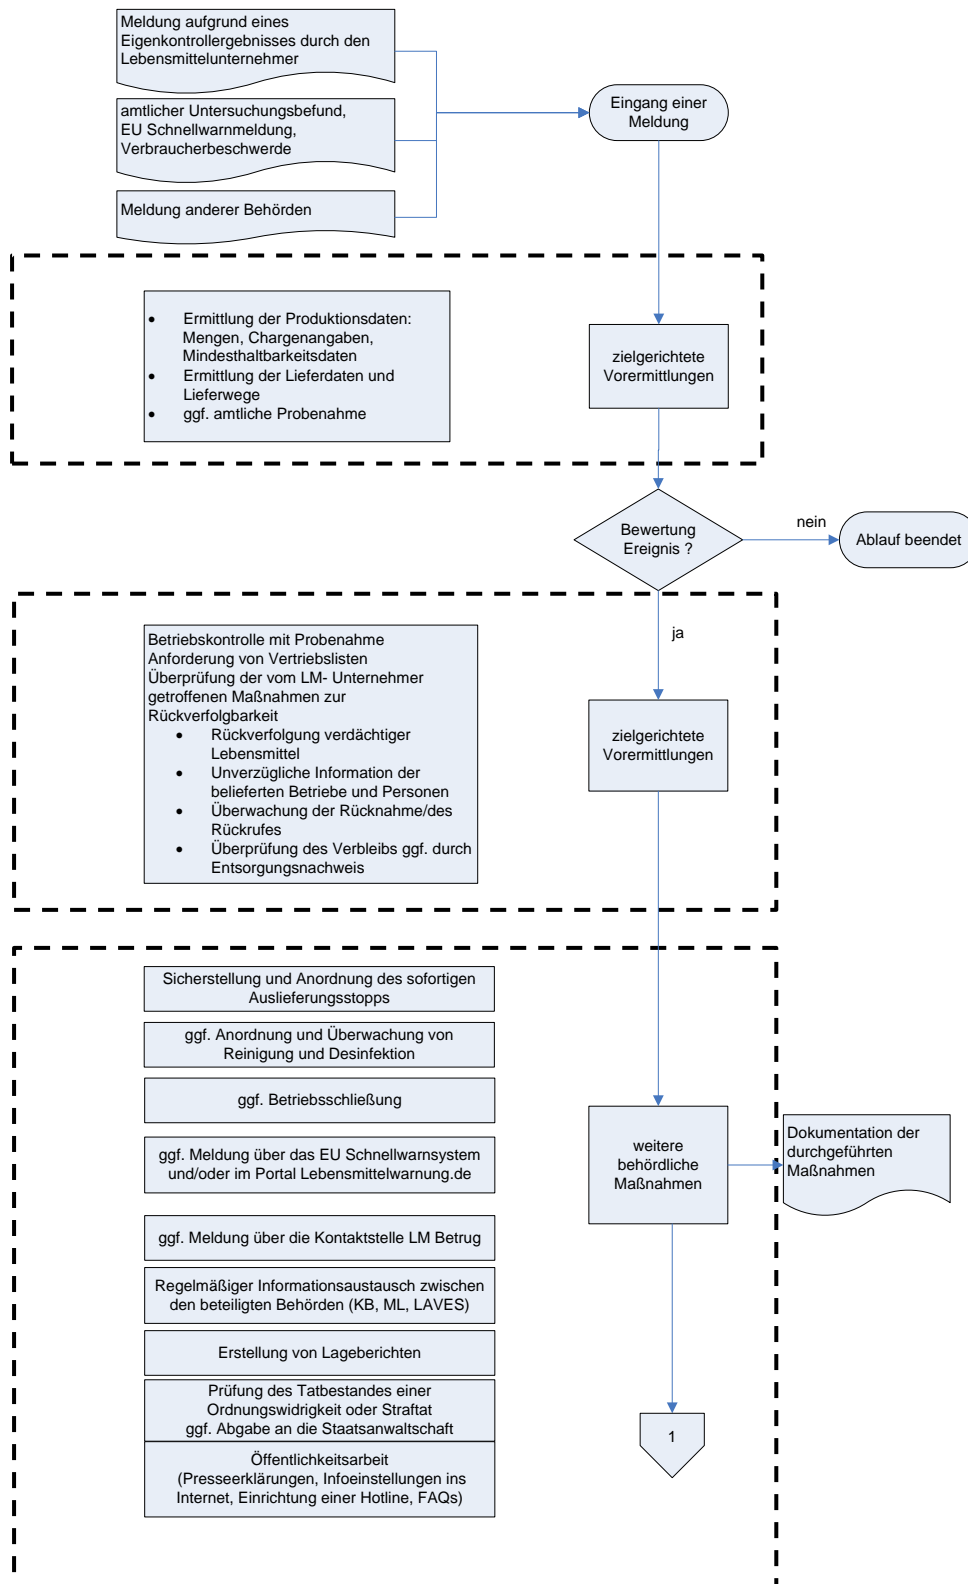 Meldung aufgrund eines
Eigenkontrollergebnisses durch den
Lebensmittelunternehmer
amtlicher Untersuchungsbefund,
EU Schnellwarnmeldung,
Verbraucherbeschwerde
Meldung anderer Behörden
Eingang einer
Meldung
• Ermittlung der Produktionsdaten:
Mengen, Chargenangaben,
Mindesthaltbarkeitsdaten
• Ermittlung der Lieferdaten und
Lieferwege
• ggf. amtliche Probenahme
zielgerichtete
Vorermittlungen
Bewertung
Ereignis ?
nein
Ablauf beendet
ja
Betriebskontrolle mit Probenahme
Anforderung von Vertriebslisten
Überprüfung der vom LM- Unternehmer
getroffenen Maßnahmen zur
Rückverfolgbarkeit
• Rückverfolgung verdächtiger
Lebensmittel
• Unverzügliche Information der
belieferten Betriebe und Personen
• Überwachung der Rücknahme/des
Rückrufes
• Überprüfung des Verbleibs ggf. durch
Entsorgungsnachweis
zielgerichtete
Vorermittlungen
Sicherstellung und Anordnung des sofortigen
Auslieferungsstopps
ggf. Anordnung und Überwachung von
Reinigung und Desinfektion
ggf. Betriebsschließung
ggf. Meldung über das EU Schnellwarnsystem
und/oder im Portal Lebensmittelwarnung.de
ggf. Meldung über die Kontaktstelle LM Betrug
Regelmäßiger Informationsaustausch zwischen
den beteiligten Behörden (KB, ML, LAVES)
Erstellung von Lageberichten
Prüfung des Tatbestandes einer
Ordnungswidrigkeit oder Straftat
ggf. Abgabe an die Staatsanwaltschaft
Öffentlichkeitsarbeit
(Presseerklärungen, Infoeinstellungen ins
Internet, Einrichtung einer Hotline, FAQs)
weitere
behördliche
Maßnahmen
Dokumentation der
durchgeführten
Maßnahmen
1